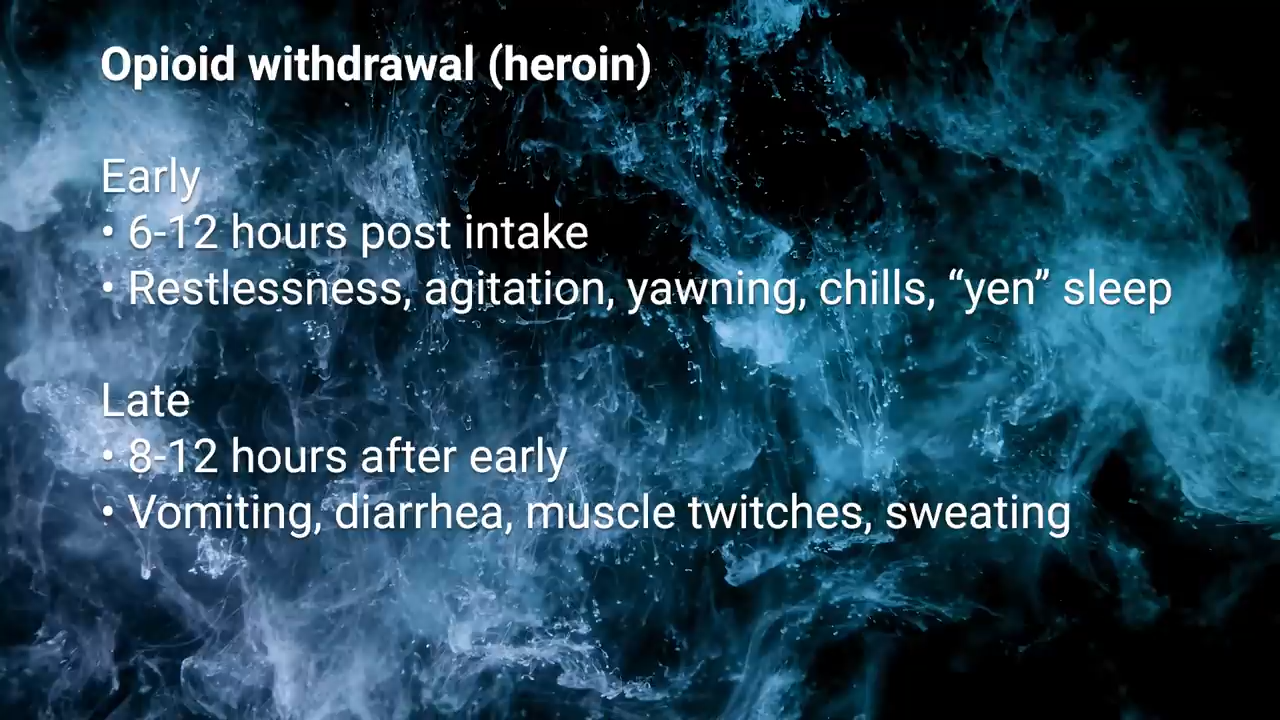 Opioid withdrawal (heroin)
Early
• 6-12 hours post intake
• Restlessness, agitation, yawning, chills, “yen” sleep
Late
• 8-12 hours after early
• Vomiting, diarrhea, muscle twitches, sweating